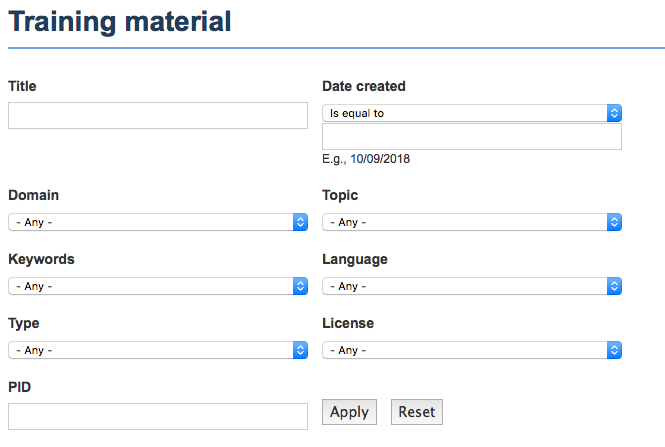 Training material
Title
Date created
Is equal to
E.g., 10/09/2018
Domain
Topic
- Any -
- Any -
Keywords
Language
- Any -
- Any -
Type
License
- Any -
- Any -
PID
Apply
Reset